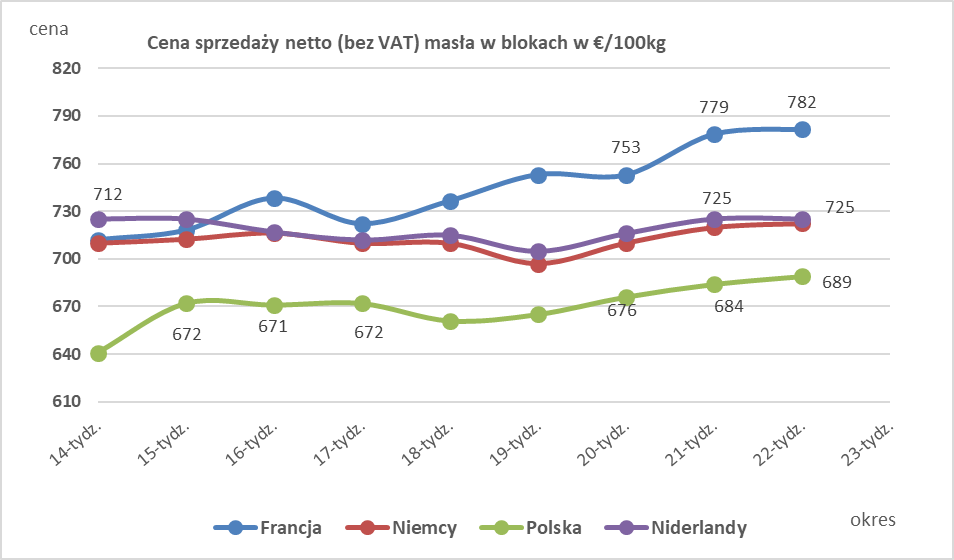 cena
Cena sprzedaży netto (bez VAT) masła w blokach w €/100kg
820
790
760
730
700
670
640
610
712
753
779
782
725
725
672
671
672
676
684
689
14-tydz.
15-tydz.
16-tydz.
17-tydz.
18-tydz.
19-tydz.
20-tydz.
21-tydz.
22-tydz.
23-tydz.
okres
Francja Niemcy Polska Niderlandy